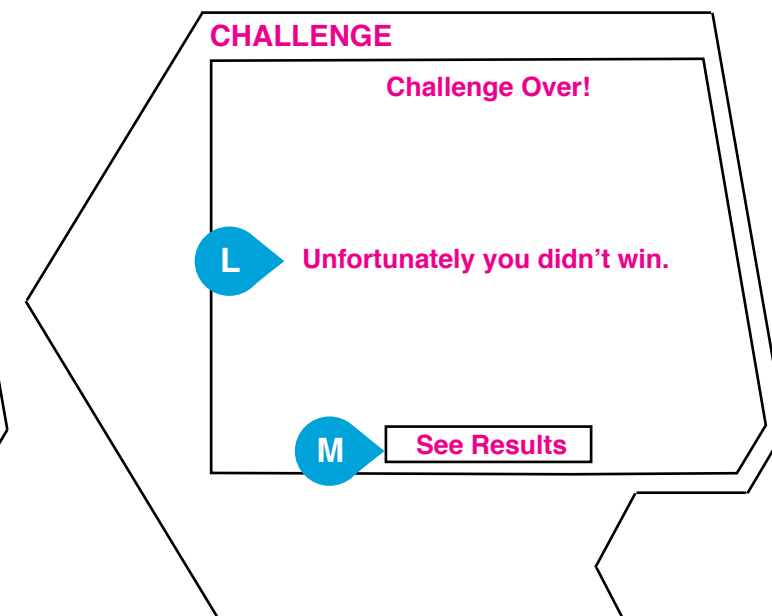 CHALLENGE
Challenge Over!
L
Unfortunately you didn’t win.
M
See Results